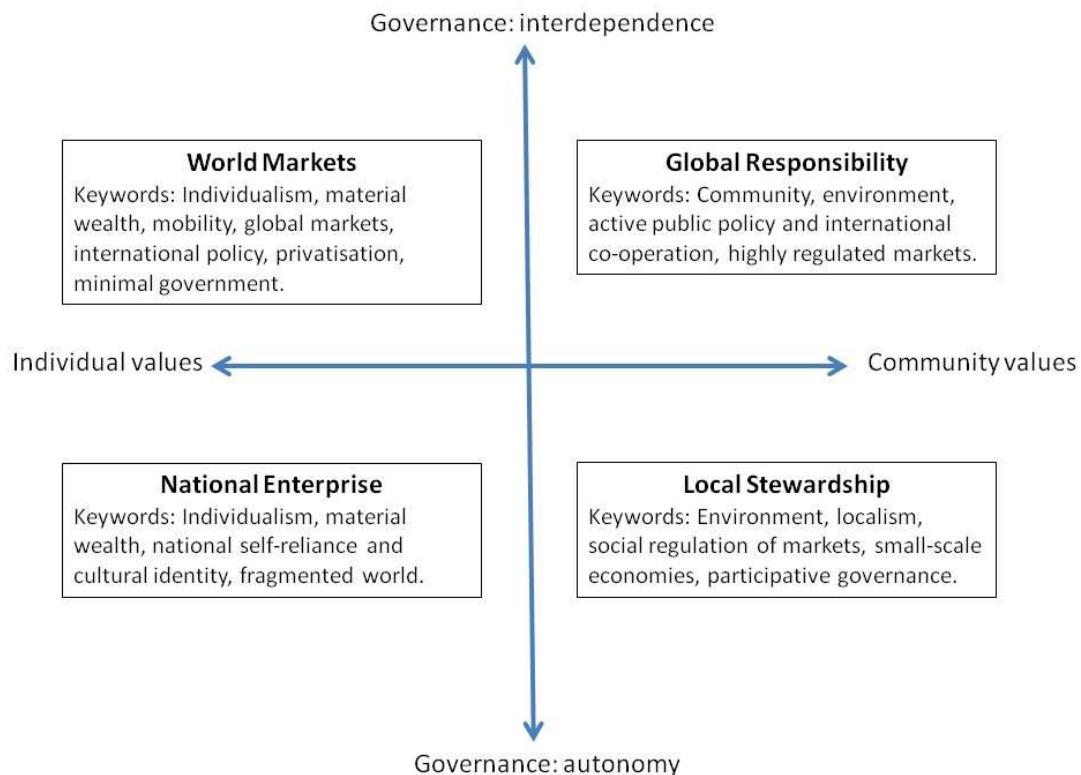 Governance: interdependence
World Markets
Keywords: Individualism, material
wealth, mobility, global markets,
international policy, privatisation,
minimal government.
Global Responsibility
Keywords: Community, environment,
active public policy and international
co-operation, highly regulated markets.
Individual values
Community values
National Enterprise
Keywords: Individualism, material
wealth, national self-reliance and
cultural identity, fragmented world.
Local Stewardship
Keywords: Environment, localism,
social regulation of markets, small-scale
economies, participative governance.
Governance: autonomy